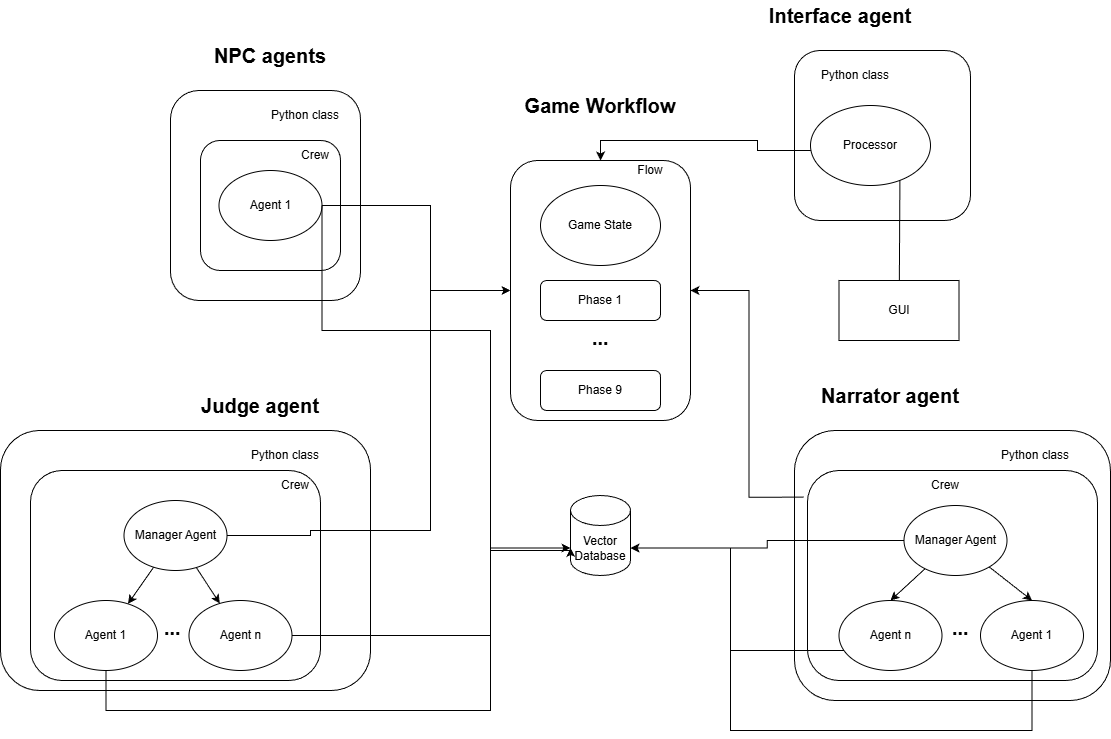 Interface agent
NPC agents
Python class
Game Workflow
Python class
Processor
Crew
Flow
Agent 1
Game State
Phase 1
GUI
...
Phase 9
Judge agent
Narrator agent
Python class
Python class
Crew
Crew
Manager Agent
Vector
Database
Manager Agent
Agent 1
...
Agent n
Agent n
...
Agent 1